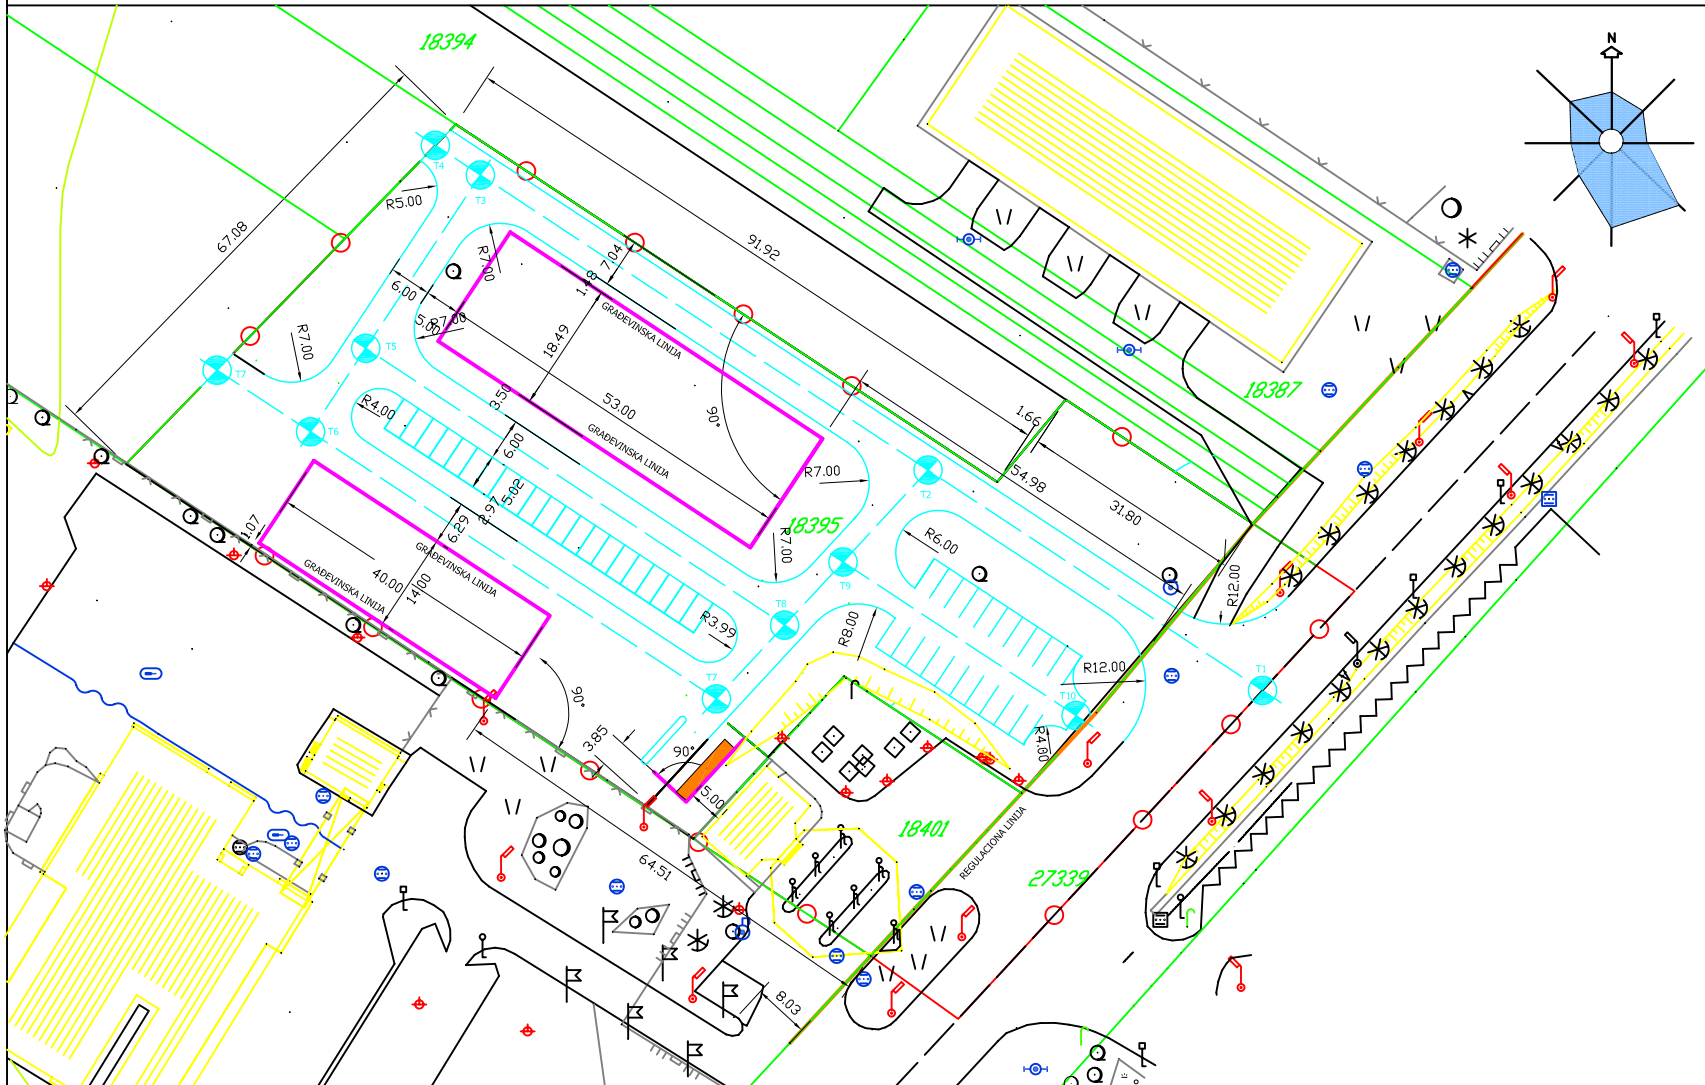 18394
N
67.08
91.92
T4
T3
R5.00
R7.00
7.04
1.48
6.00
5.00
R7.00
GRAĐEVINSKA LINIJA
18.49
R7.00
T5
T7
3.50
53.00
90°
18387
R4.00
T6
6.00
GRAĐEVINSKA LINIJA
1.66
R7.00
T2
54.98
5.02
2.97
6.29
31.80
18395
1.07
GRAĐEVINSKA LINIJA
R7.00
R6.00
GRAĐEVINSKA LINIJA
40.00
14.00
T9
R12.00
T8
R3.99
R8.00
R12.00
T1
T7
T10
90°
3.85
90°
R4.00
5.00
18401
REGULACIONA LINIJA
64.51
27339
8.03